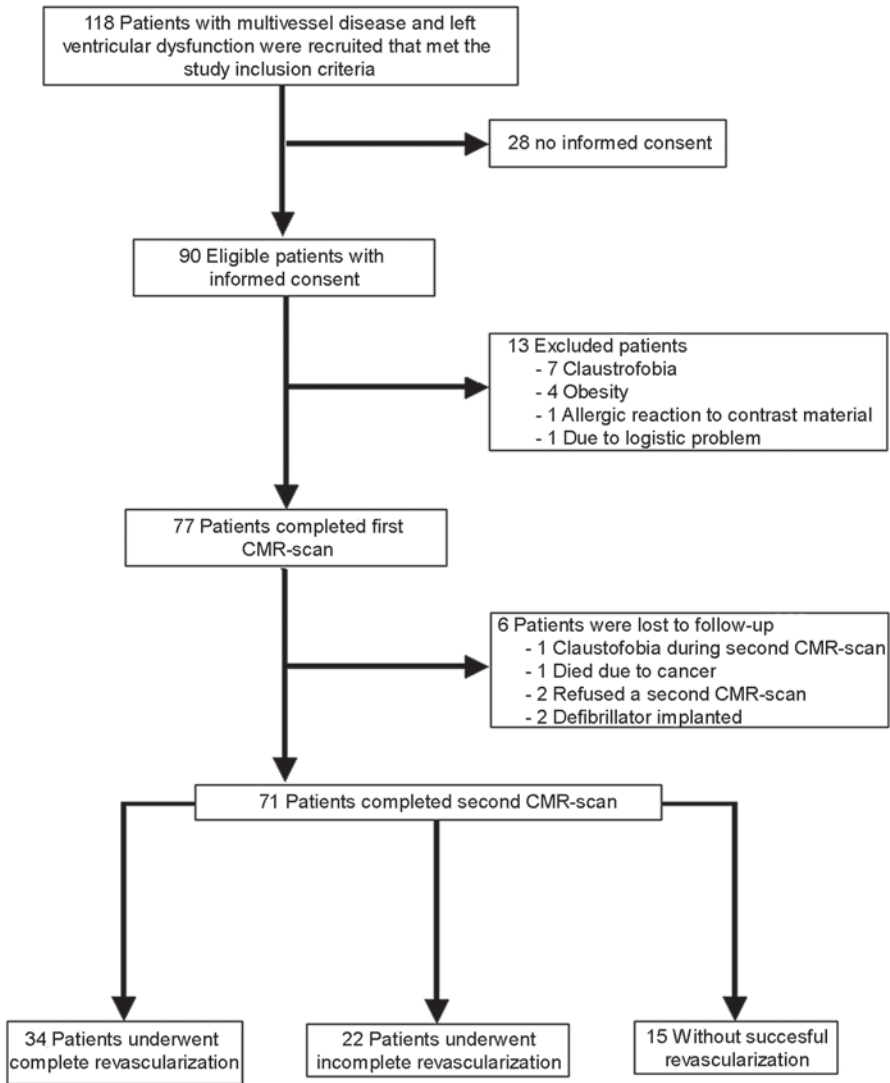 118 Patients with multivessel disease and left
ventricular dysfunction were recruited that met the
study inclusion criteria
28 no informed consent
90 Eligible patients with
informed consent
13 Excluded patients
- 7 Claustrofobia
- 4 Obesity
- 1 Allergic reaction to contrast material
- 1 Due to logistic problem
77 Patients completed first
CMR-scan
6 Patients were lost to follow-up
- 1 Claustofobia during second CMR-scan
- 1 Died due to cancer
- 2 Refused a second CMR-scan
- 2 Defibrillator implanted
71 Patients completed second CMR-scan
34 Patients underwent
complete revascularization
22 Patients underwent
incomplete revascularization
15 Without succesful
revascularization